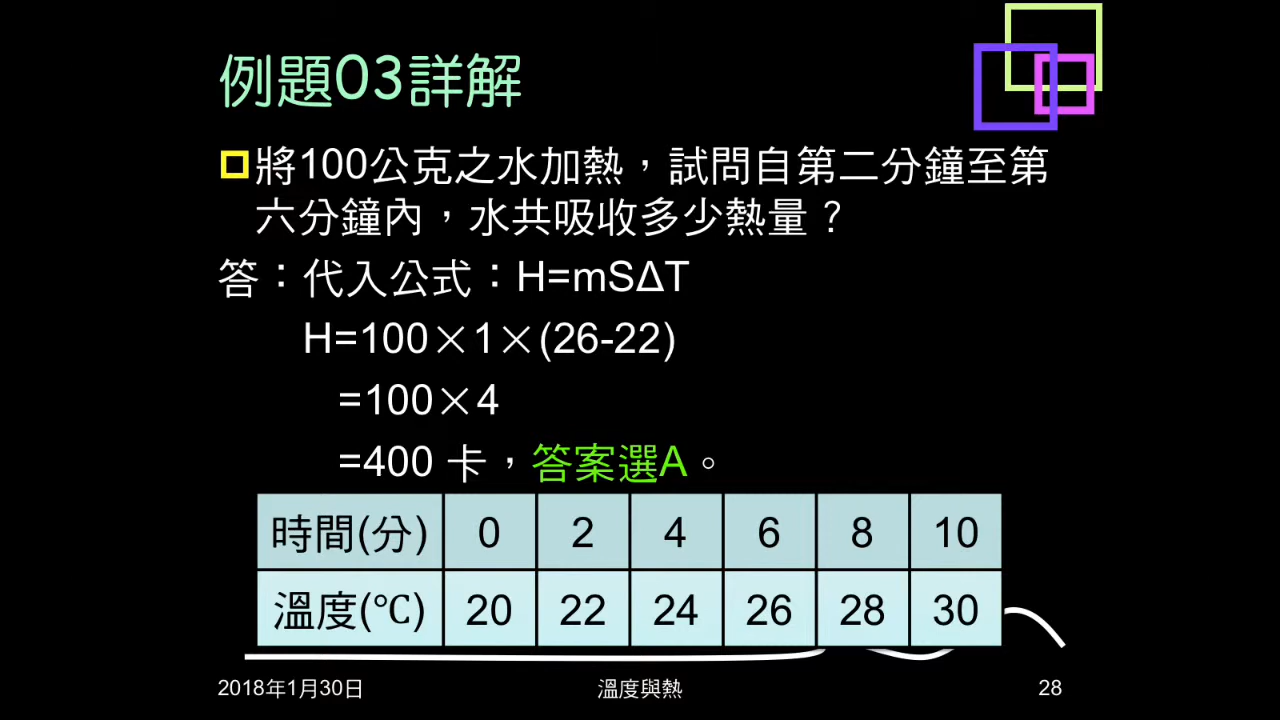 例題03詳解
將100公克之水加熱，試問自第二分鐘至第
六分鐘內，水共吸收多少熱量？
答：代入公式：H=mSΔT
H=100×1×(26-22)
=100×4
=400 卡，答案選A。
時間(分) 0 2 4 6 8 10
溫度(℃) 20 22 24 26 28 30
2018年1月30日 溫度與熱 28